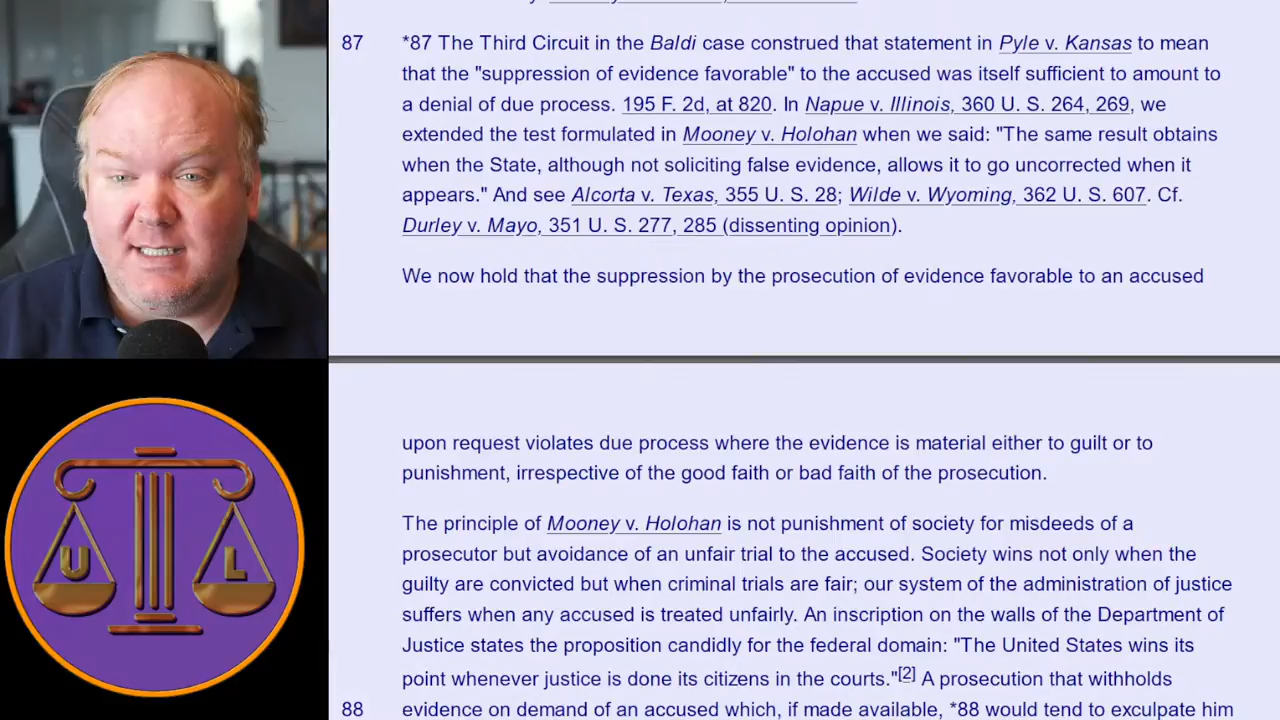 87 *87 The Third Circuit in the Baldi case construed that statement in Pyle v. Kansas to mean
that the "suppression of evidence favorable" to the accused was itself sufficient to amount to
a denial of due process. 195 F. 2d, at 820. In Napue v. Illinois, 360 U. S. 264, 269, we
extended the test formulated in Mooney v. Holohan when we said: "The same result obtains
when the State, although not soliciting false evidence, allows it to go uncorrected when it
appears." And see Alcorta v. Texas, 355 U. S. 28; Wilde v. Wyoming, 362 U. S. 607. Cf.
Durley v. Mayo, 351 U. S. 277, 285 (dissenting opinion).
We now hold that the suppression by the prosecution of evidence favorable to an accused
upon request violates due process where the evidence is material either to guilt or to
punishment, irrespective of the good faith or bad faith of the prosecution.
The principle of Mooney v. Holohan is not punishment of society for misdeeds of a
prosecutor but avoidance of an unfair trial to the accused. Society wins not only when the
guilty are convicted but when criminal trials are fair; our system of the administration of justice
suffers when any accused is treated unfairly. An inscription on the walls of the Department of
Justice states the proposition candidly for the federal domain: "The United States wins its
point whenever justice is done its citizens in the courts."[2] A prosecution that withholds
88 evidence on demand of an accused which, if made available, *88 would tend to exculpate him
U L